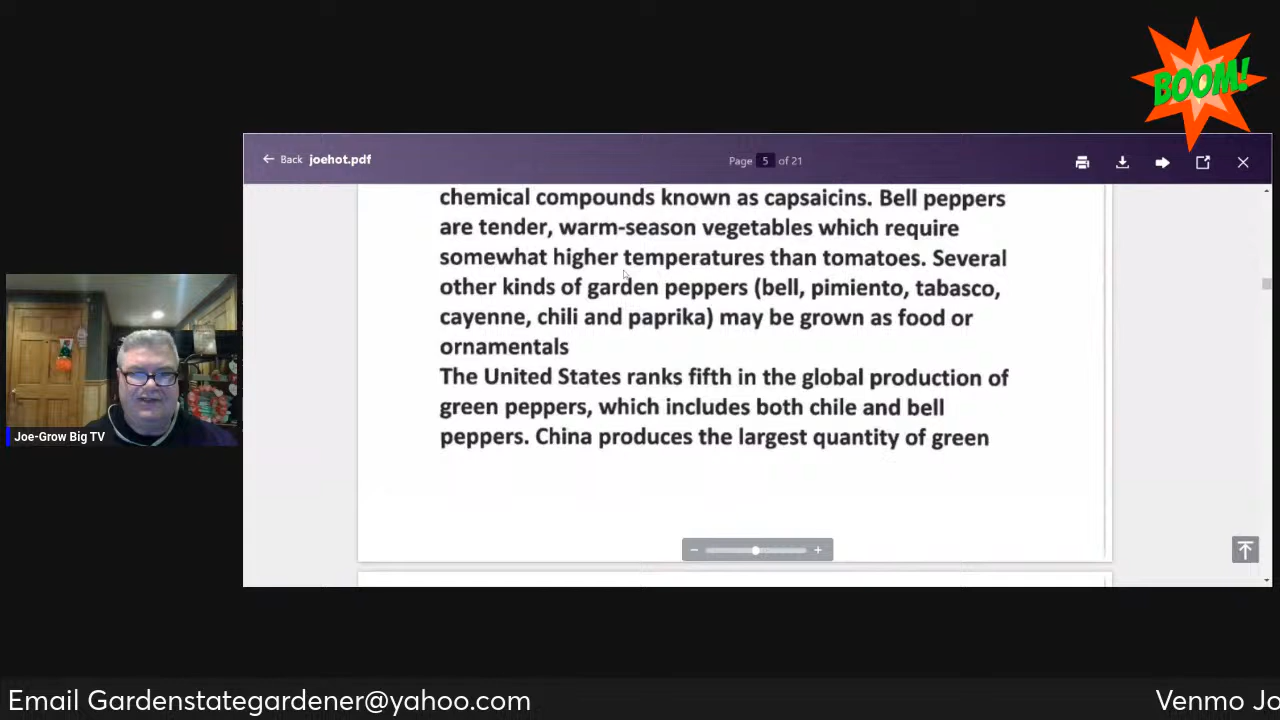 BOOM!
Back joehot.pdf
Page 5 of 21
chemical compounds known as capsaicins. Bell peppers
are tender, warm-season vegetables which require
somewhat higher temperatures than tomatoes. Several
other kinds of garden peppers (bell, pimiento, tabasco,
cayenne, chili and paprika) may be grown as food or
ornamentals
The United States ranks fifth in the global production of
green peppers, which includes both chile and bell
peppers. China produces the largest quantity of green
Joe-Grow Big TV
Email Gardenstategardener@yahoo.com
Venmo Jo